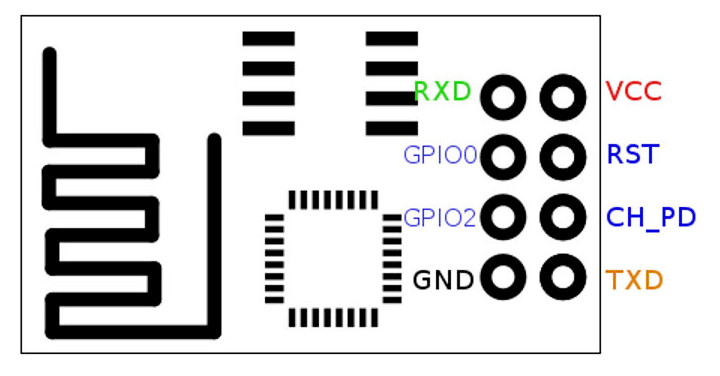 RXD VCC
GPIO0 RST
GPIO2 CH_PD
GND TXD